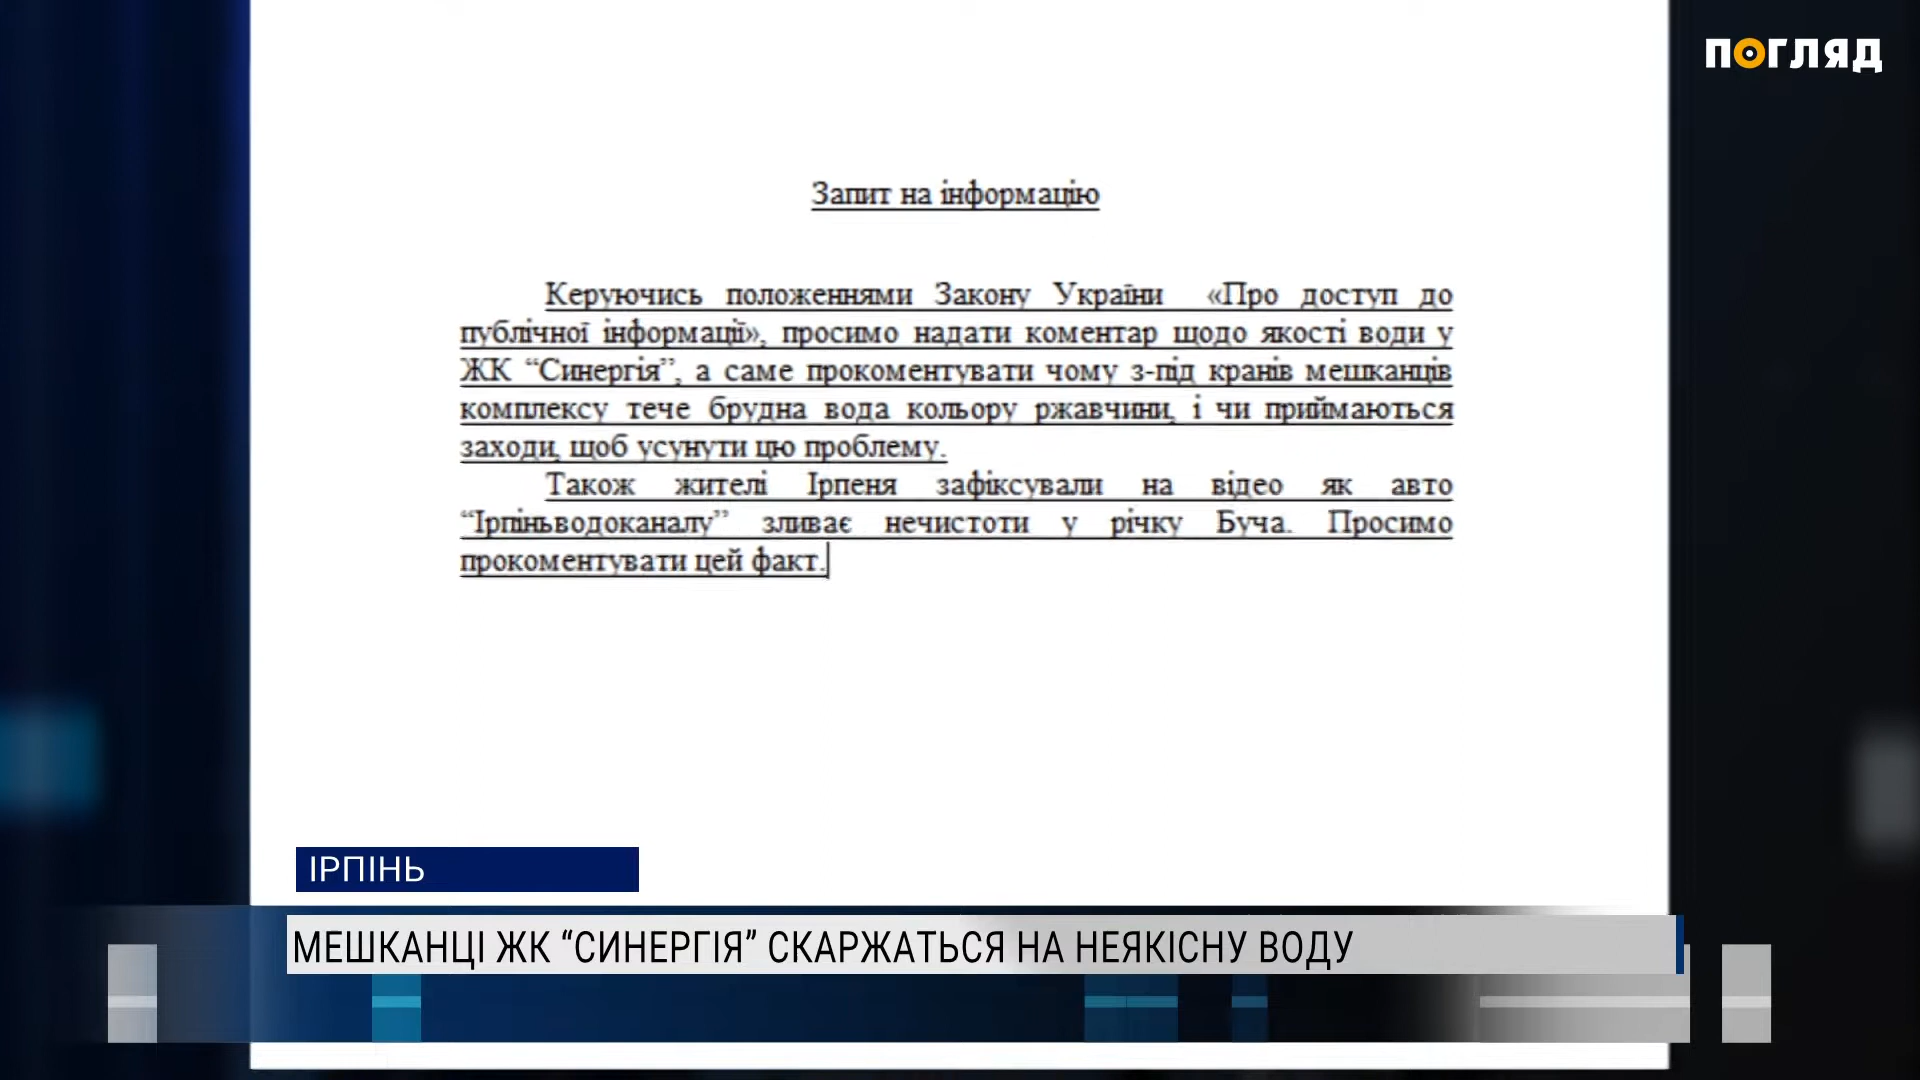 ПОГЛЯД
Запит на інформацію
Керуючись положеннями Закону України «Про доступ до
публічної інформації», просимо надати коментар щодо якості води у
ЖК “Синергія”, а саме прокоментувати чому з-під кранів мешканців
комплексу тече брудна вода кольору ржавчини, і чи приймаються
заходи, щоб усунути цю проблему.
Також жителі Ірпеня зафіксували на відео як авто
“Ірпіньводоканалу” зливає нечистоти у річку Буча. Просимо
прокоментувати цей факт.
ІРПІНЬ
МЕШКАНЦІ ЖК “СИНЕРГІЯ” СКАРЖАТЬСЯ НА НЕЯКІСНУ ВОДУ